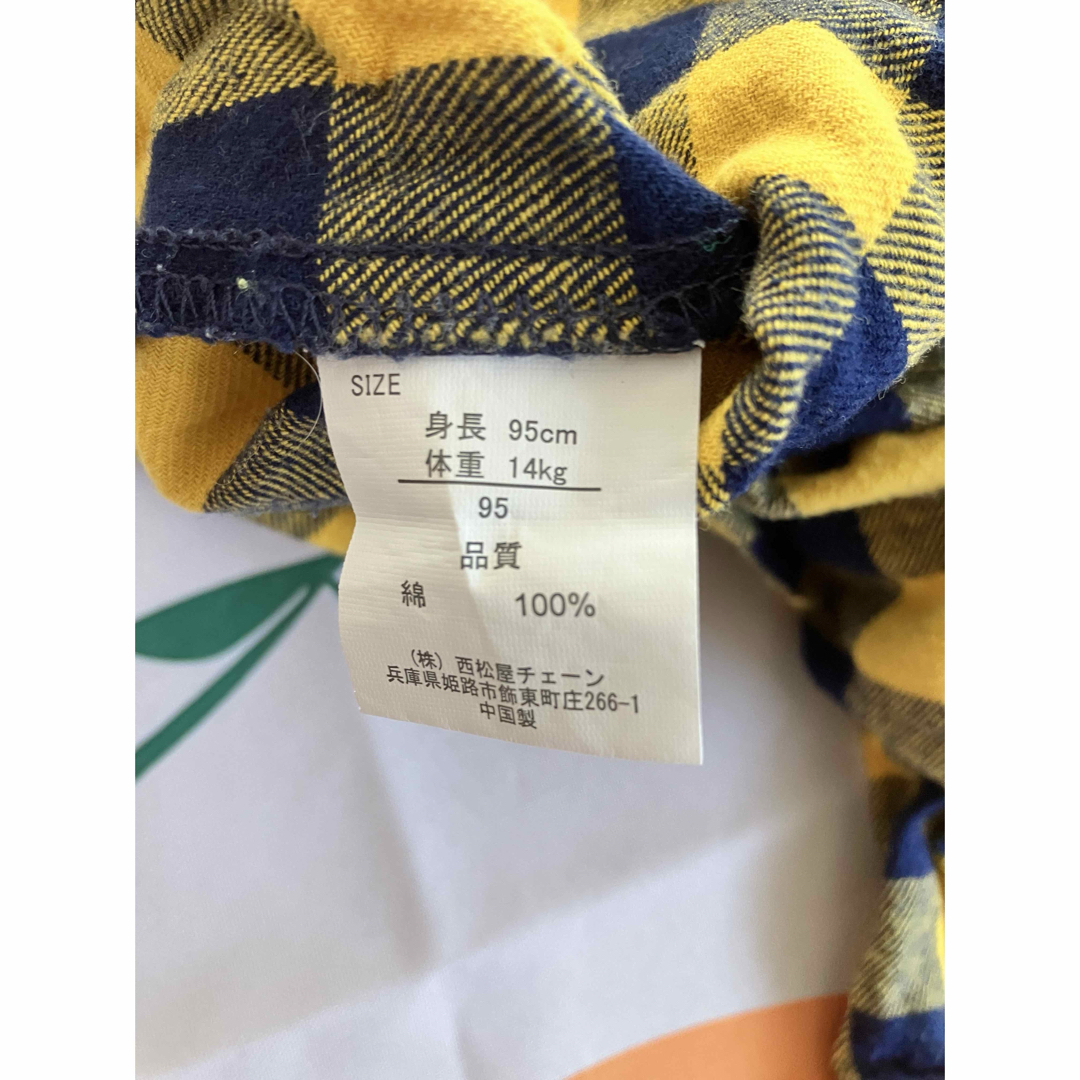 SIZE
身長 95cm
体重 14kg
95
品質
綿 100%
(株) 西松屋チェーン
兵庫県姫路市飾東町庄266-1
中国製